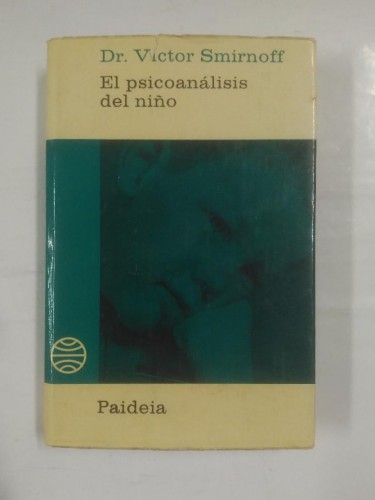 Dr. Victor Smirnoff
El psicoanálisis
del niño
Paideia